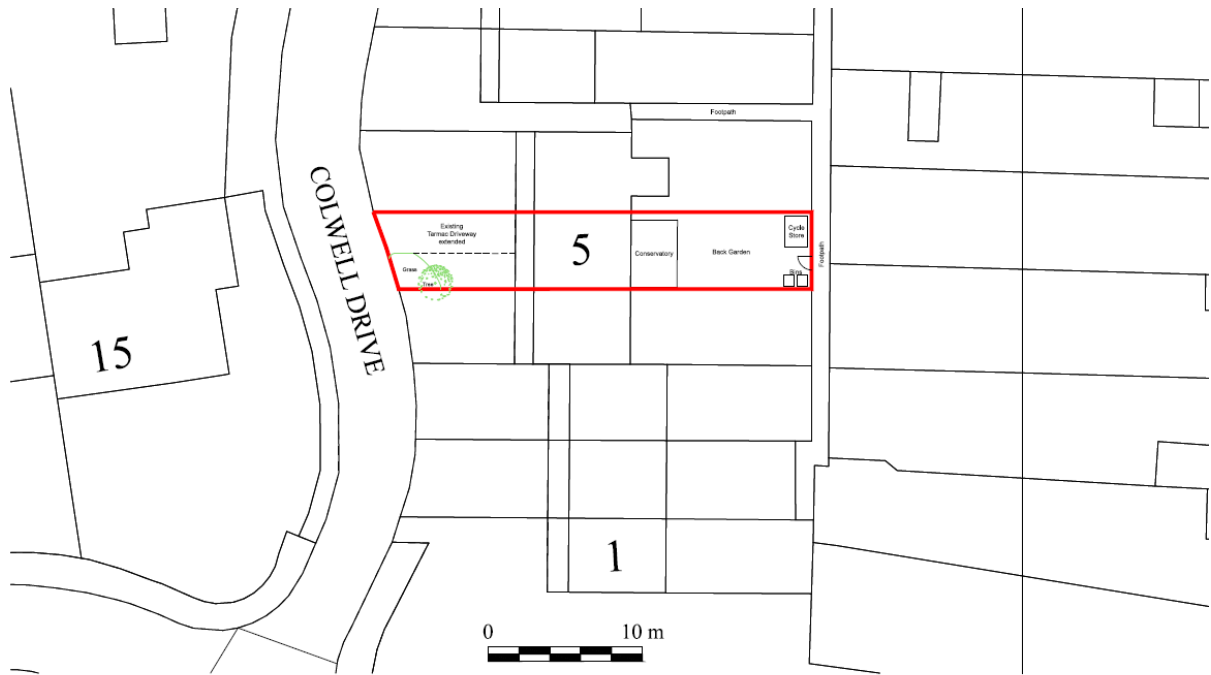 Footpath
COLWELL DRIVE
Existing
Tarmac Driveway
extended
5
Conservatory
Back Garden
Cycle
Store
Footpath
Grass
Tree
Bins
15
1
0 10 m